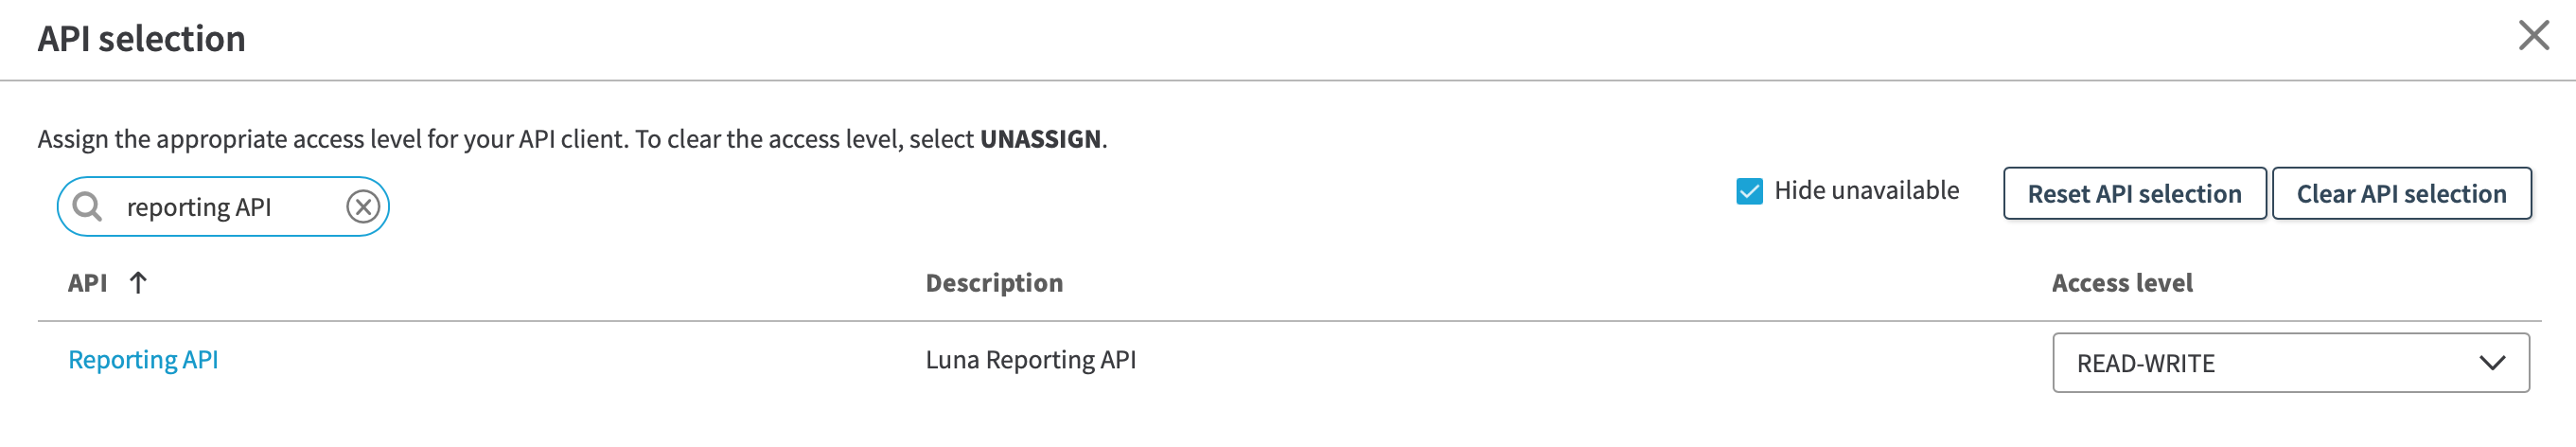 API selection
Assign the appropriate access level for your API client. To clear the access level, select UNASSIGN.
reporting API
Hide unavailable
Reset API selection
Clear API selection
API
Description
Access level
Reporting API
Luna Reporting API
READ-WRITE